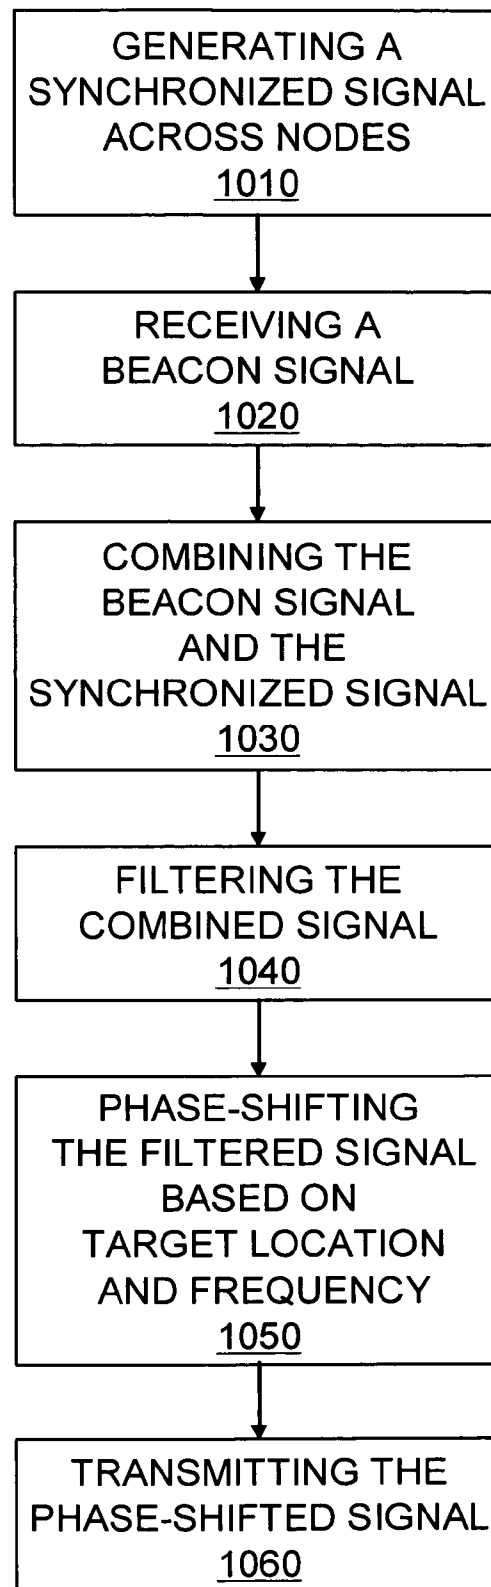 GENERATING A
SYNCHRONIZED SIGNAL
ACROSS NODES
1010
RECEIVING A
BEACON SIGNAL
1020
COMBINING THE
BEACON SIGNAL
AND THE
SYNCHRONIZED SIGNAL
1030
FILTERING THE
COMBINED SIGNAL
1040
PHASE-SHIFTING
THE FILTERED SIGNAL
BASED ON
TARGET LOCATION
AND FREQUENCY
1050
TRANSMITTING THE
PHASE-SHIFTED SIGNAL
1060